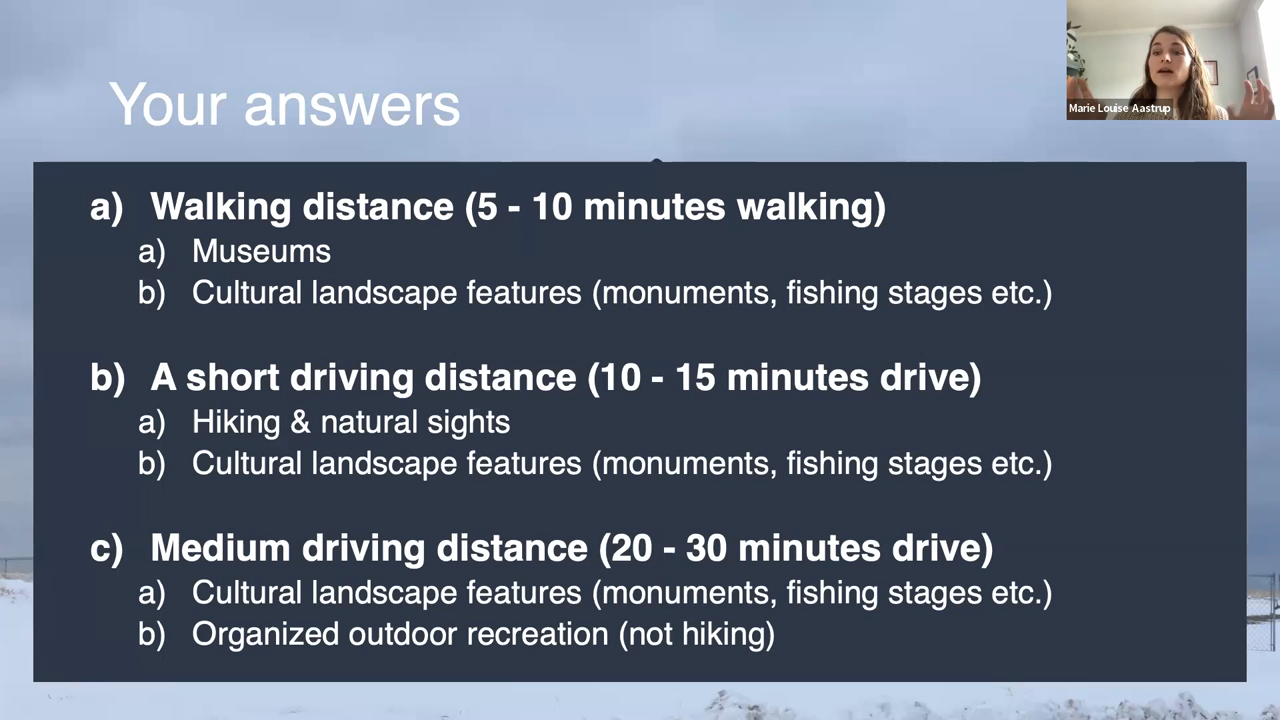 Your answers
Marie Louise Aastrup
a) Walking distance (5 - 10 minutes walking)
a) Museums
b) Cultural landscape features (monuments, fishing stages etc.)
b) A short driving distance (10 - 15 minutes drive)
a) Hiking & natural sights
b) Cultural landscape features (monuments, fishing stages etc.)
c) Medium driving distance (20 - 30 minutes drive)
a) Cultural landscape features (monuments, fishing stages etc.)
b) Organized outdoor recreation (not hiking)